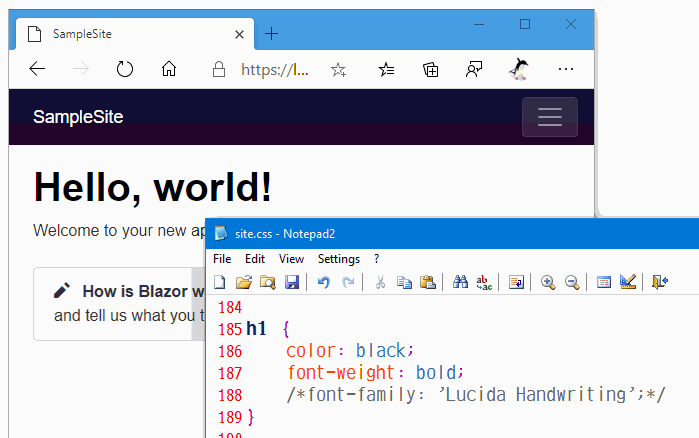 SampleSite
https://l...
SampleSite
Hello, world!
Welcome to your new ap
How is Blazor w
and tell us what you t
site.css - Notepad2
File Edit View Settings ?
184
185 h1 {
186 color: black;
187 font-weight: bold;
188 /*font-family: 'Lucida Handwriting';*/
189 }